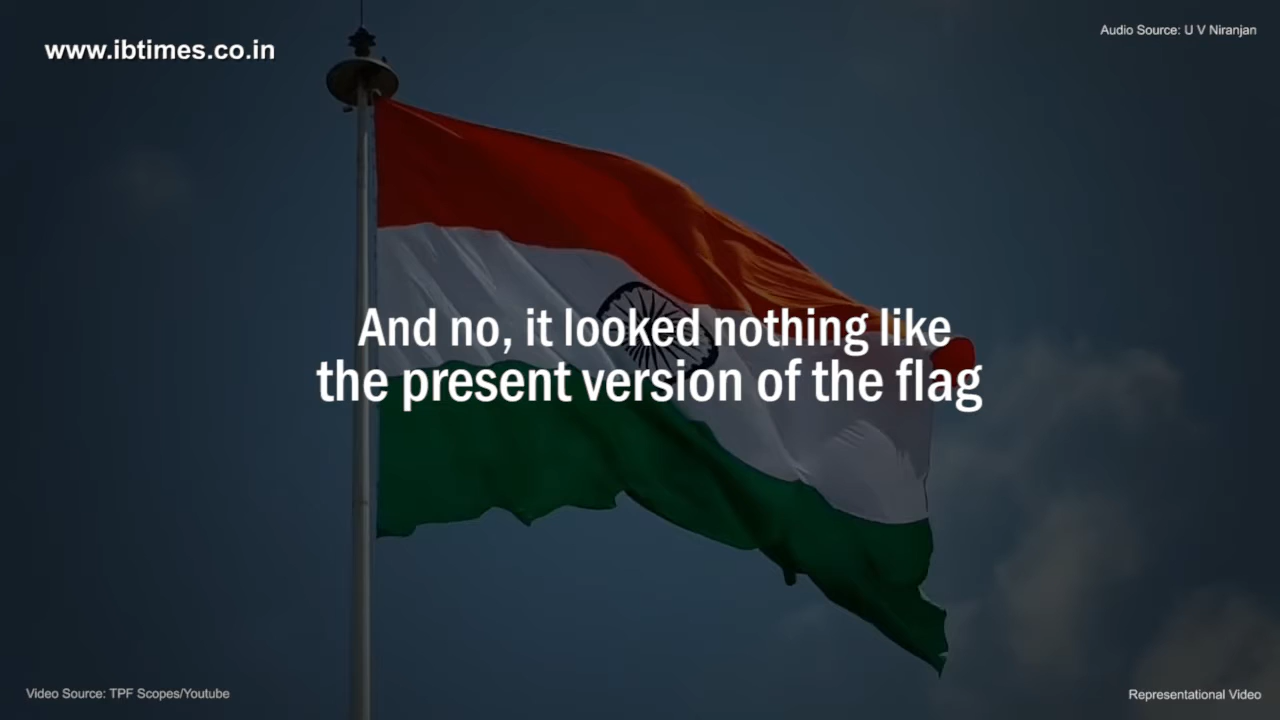 www.ibtimes.co.in
Audio Source: U V Niranjan
And no, it looked nothing like
the present version of the flag
Video Source: TPF Scopes/Youtube
Representational Video